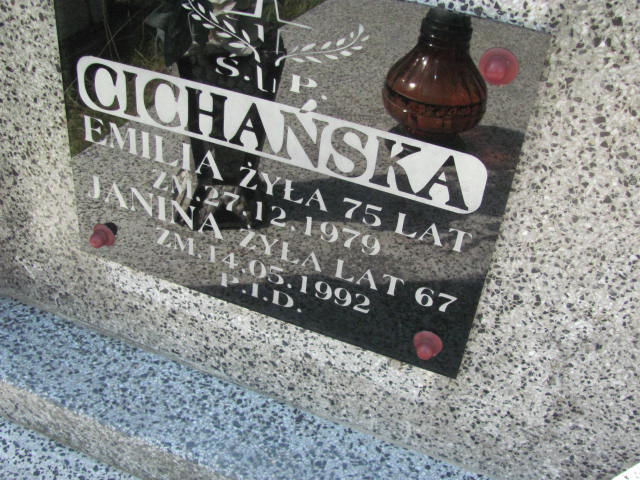 Ś.P.
CICHAŃSKA
EMILIA ŻYŁA 75 LAT
ZM.27.12.1979
JANINA ŻYŁA LAT 67
ZM.14.05.1992
P.I.D.